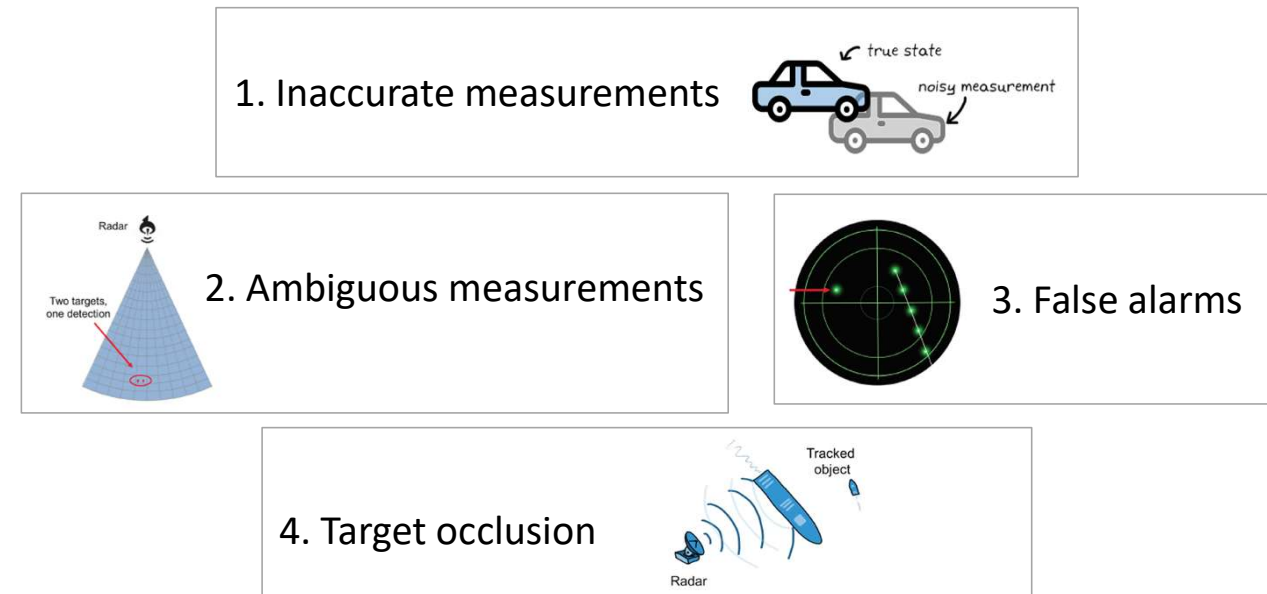 1. Inaccurate measurements
true state
noisy measurement
Radar
Two targets,
one detection
2. Ambiguous measurements
3. False alarms
4. Target occlusion
Tracked
object
Radar